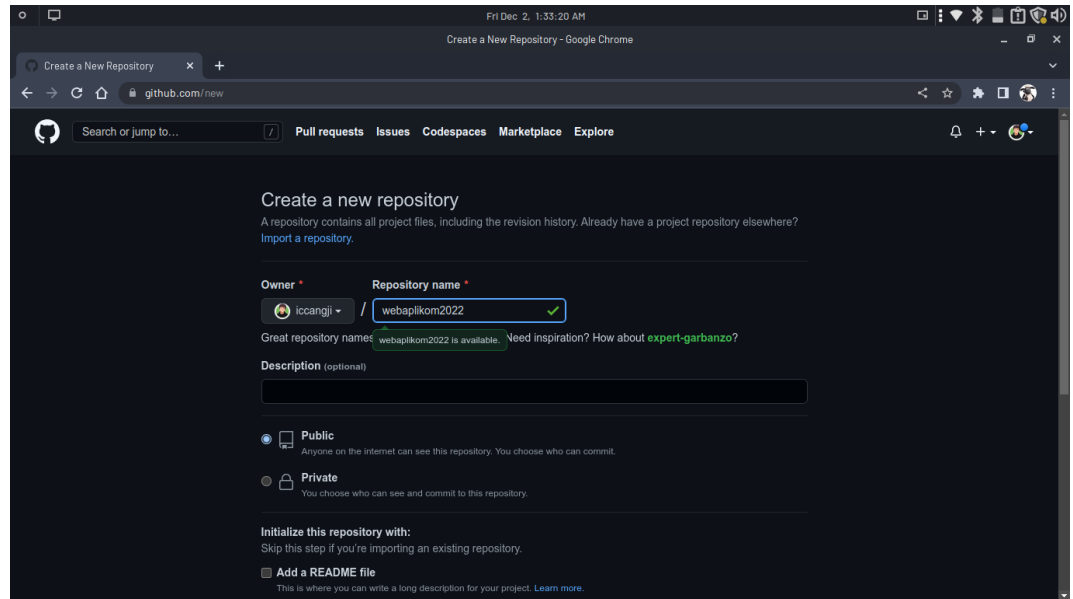 Fri Dec 2, 1:33:20 AM
Create a New Repository - Google Chrome
Create a New Repository
github.com/new
Search or jump to... / Pull requests Issues Codespaces Marketplace Explore
Create a new repository
A repository contains all project files, including the revision history. Already have a project repository elsewhere?
Import a repository.
Owner * Repository name *
iccangji / webaplikom2022
Great repository names Need inspiration? How about expert-garbanzo?
webaplikom2022 is available.
Description (optional)
Public
Anyone on the internet can see this repository. You choose who can commit.
Private
You choose who can see and commit to this repository.
Initialize this repository with:
Skip this step if you're importing an existing repository.
Add a README file
This is where you can write a long description for your project. Learn more.